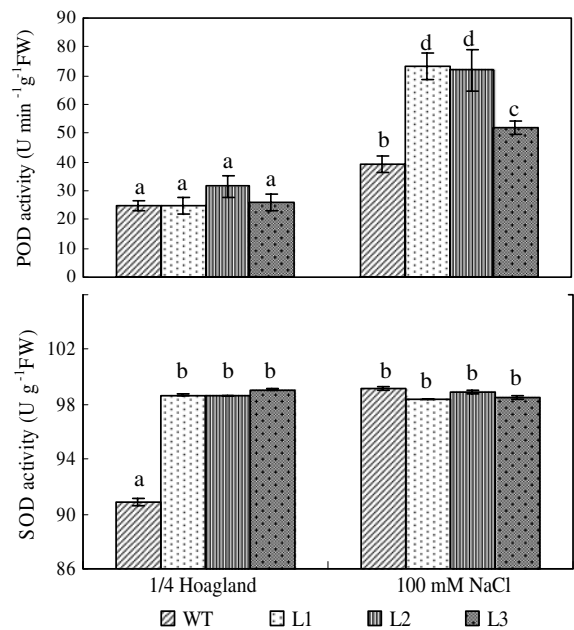 POD activity (U min⁻¹g⁻¹FW)
90
80
70
60
50
40
30
20
10
0
a
a
a
a
b
d
d
c
SOD activity (U g⁻¹FW)
102
98
94
90
86
a
b
b
b
b
b
b
b
1/4 Hoagland
100 mM NaCl
WT
L1
L2
L3